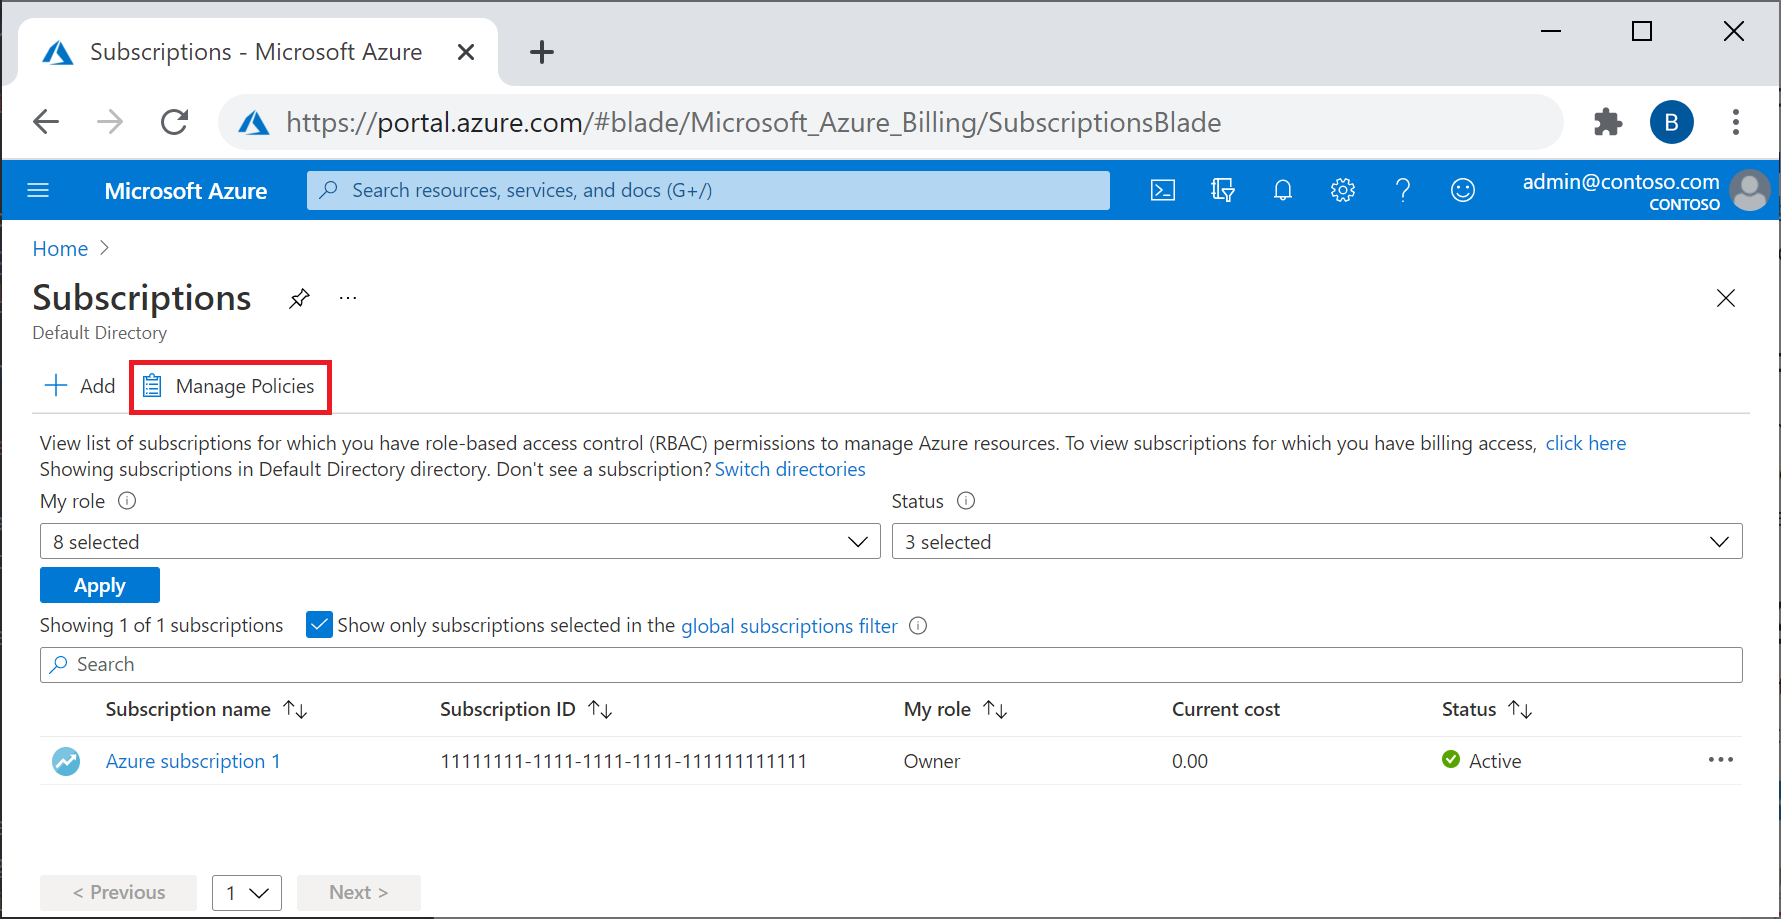 Subscriptions - Microsoft Azure
https://portal.azure.com/#blade/Microsoft_Azure_Billing/SubscriptionsBlade
B
Microsoft Azure
Search resources, services, and docs (G+/)
admin@contoso.com
CONTOSO
Home
Subscriptions
Default Directory
Add
Manage Policies
View list of subscriptions for which you have role-based access control (RBAC) permissions to manage Azure resources. To view subscriptions for which you have billing access, click here
Showing subscriptions in Default Directory directory. Don't see a subscription? Switch directories
My role
Status
8 selected
3 selected
Apply
Showing 1 of 1 subscriptions
Show only subscriptions selected in the global subscriptions filter
Search
Subscription name
Subscription ID
My role
Current cost
Status
Azure subscription 1
11111111-1111-1111-1111-111111111111
Owner
0.00
Active
< Previous
1
Next >